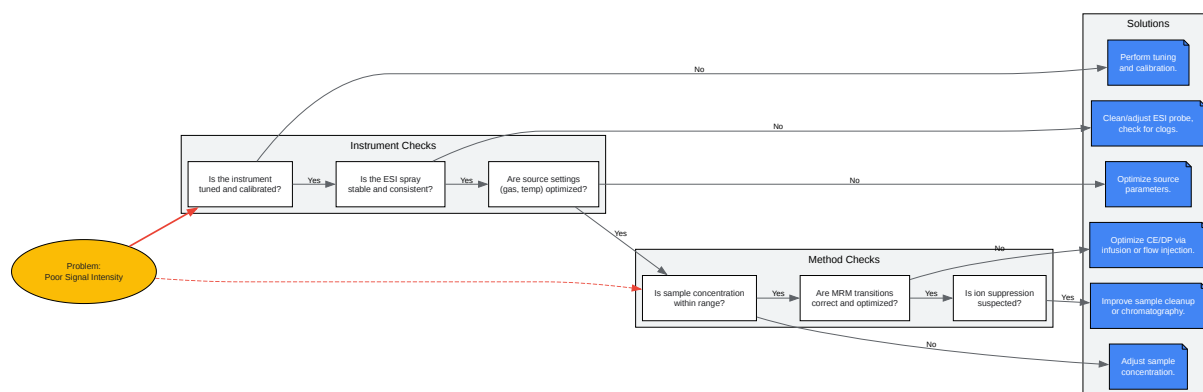 Solutions
Perform tuning
and calibration.
No
Clean/adjust ESI probe,
check for clogs.
No
Instrument Checks
Is the instrument
tuned and calibrated?
Yes
Is the ESI spray
stable and consistent?
Yes
Are source settings
(gas, temp) optimized?
No
Optimize source
parameters.
Yes
Problem:
Poor Signal Intensity
Method Checks
Is sample concentration
within range?
Yes
Are MRM transitions
correct and optimized?
Yes
Is ion suppression
suspected?
No
Optimize CE/DP via
infusion or flow injection.
Yes
Improve sample cleanup
or chromatography.
No
Adjust sample
concentration.